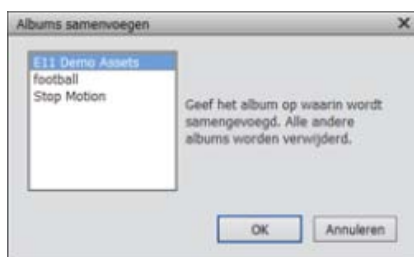 Albums samenvoegen
E11 Demo Assets
football
Stop Motion
Geef het album op waarin wordt
samengevoegd. Alle andere
albums worden verwijderd.
OK
Annuleren